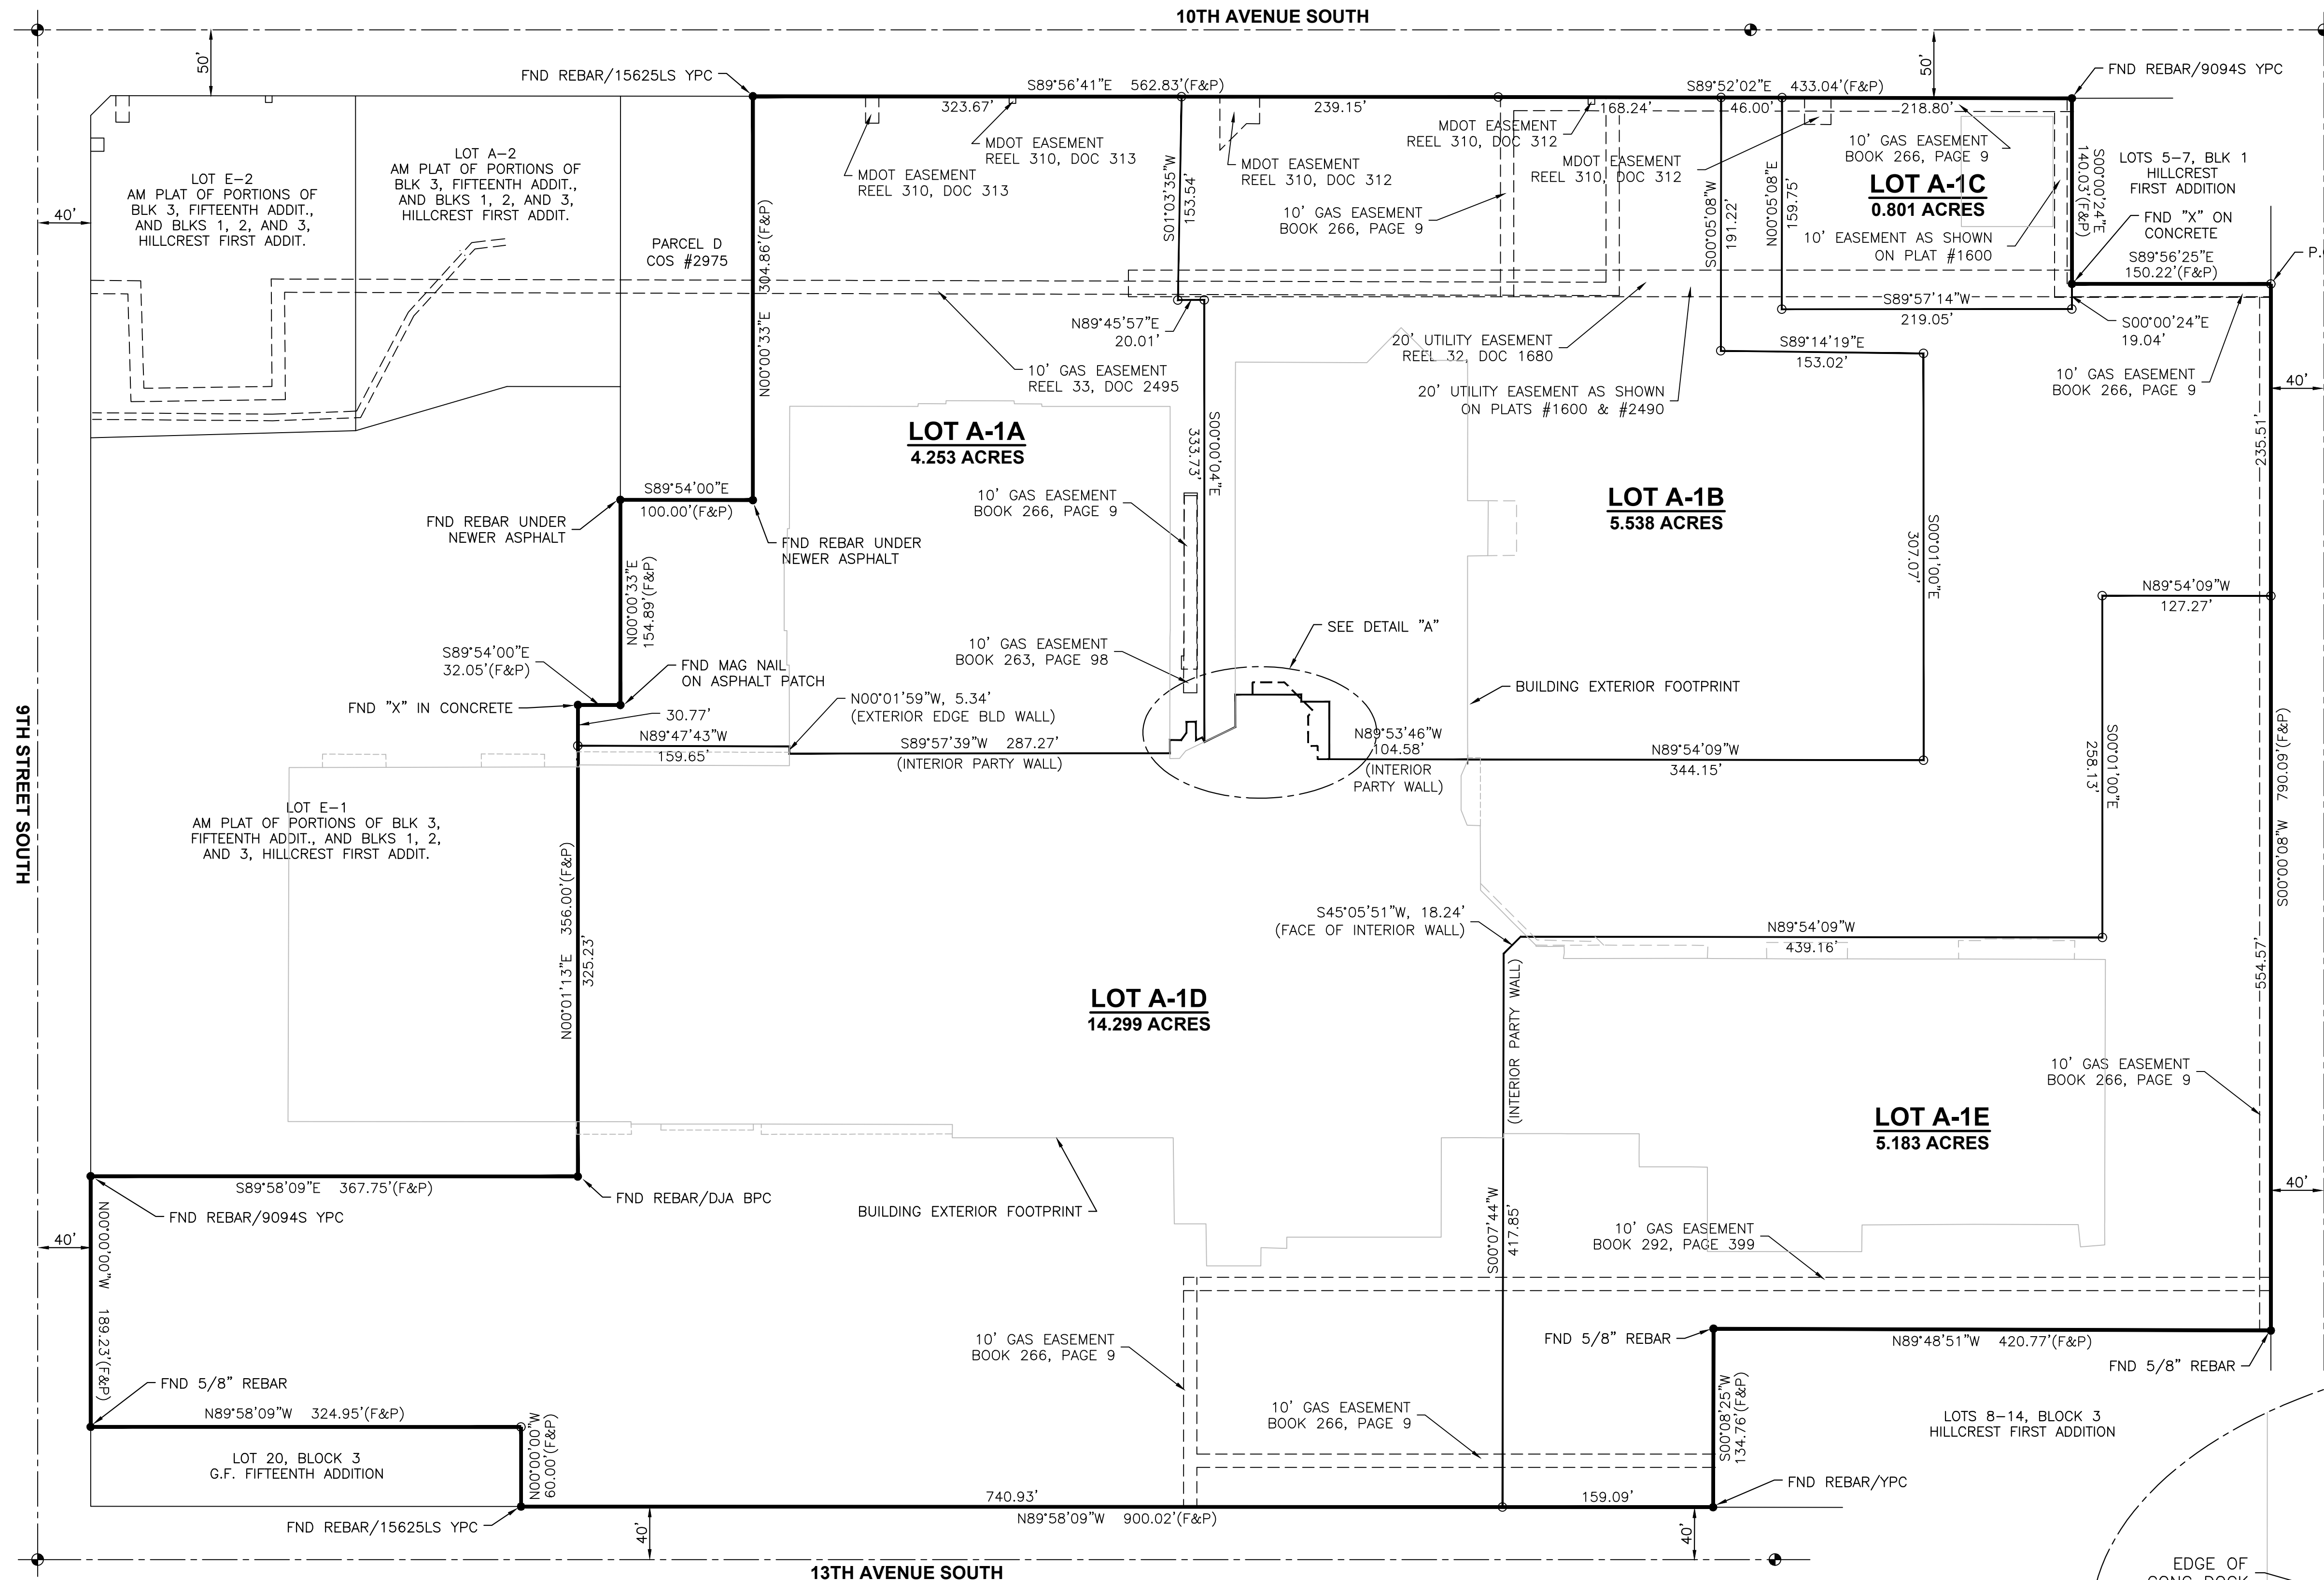 10TH AVENUE SOUTH
50'
FND REBAR/15625LS YPC
S89°56'41"E 562.83'(F&P)
323.67'
239.15'
S89°52'02"E 433.04'(F&P)
168.24'
46.00'
218.80'
50'
FND REBAR/9094S YPC
LOT E-2
AM PLAT OF PORTIONS OF
BLK 3, FIFTEENTH ADDIT.,
AND BLKS 1, 2, AND 3,
HILLCREST FIRST ADDIT.
LOT A-2
AM PLAT OF PORTIONS OF
BLK 3, FIFTEENTH ADDIT.,
AND BLKS 1, 2, AND 3,
HILLCREST FIRST ADDIT.
40'
PARCEL D
COS #2975
N00°00'33"E 304.86'(F&P)
MDOT EASEMENT
REEL 310, DOC 313
MDOT EASEMENT
REEL 310, DOC 313
S01°03'35"W
153.54'
MDOT EASEMENT
REEL 310, DOC 312
MDOT EASEMENT
REEL 310, DOC 312
MDOT EASEMENT
REEL 310, DOC 312
10' GAS EASEMENT
BOOK 266, PAGE 9
10' GAS EASEMENT
BOOK 266, PAGE 9
LOT A-1C
0.801 ACRES
10' EASEMENT AS SHOWN
ON PLAT #1600
S00°05'08"W
191.22'
N00°05'08"E
159.75'
S00°00'24"E
140.03'(F&P)
LOTS 5-7, BLK 1
HILLCREST
FIRST ADDITION
FND "X" ON
CONCRETE
S89°56'25"E
150.22'(F&P)
P.
S89°57'14"W
219.05'
S00°00'24"E
19.04'
N89°45'57"E
20.01'
10' GAS EASEMENT
REEL 33, DOC 2495
20' UTILITY EASEMENT
REEL 32, DOC 1680
20' UTILITY EASEMENT AS SHOWN
ON PLATS #1600 & #2490
S89°14'19"E
153.02'
10' GAS EASEMENT
BOOK 266, PAGE 9
40'
235.51'
LOT A-1A
4.253 ACRES
S00°00'04"E
333.73'
S89°54'00"E
100.00'(F&P)
10' GAS EASEMENT
BOOK 266, PAGE 9
LOT A-1B
5.538 ACRES
FND REBAR UNDER
NEWER ASPHALT
FND REBAR UNDER
NEWER ASPHALT
N00°00'33"E
154.89'(F&P)
S00°01'00"E
307.07'
N89°54'09"W
127.27'
S89°54'00"E
32.05'(F&P)
10' GAS EASEMENT
BOOK 263, PAGE 98
SEE DETAIL "A"
FND MAG NAIL
ON ASPHALT PATCH
BUILDING EXTERIOR FOOTPRINT
FND "X" IN CONCRETE
30.77'
N00°01'59"W, 5.34'
(EXTERIOR EDGE BLD WALL)
N89°47'43"W
159.65'
S89°57'39"W 287.27'
(INTERIOR PARTY WALL)
N89°53'46"W
104.58'
(INTERIOR
PARTY WALL)
N89°54'09"W
344.15'
9TH STREET SOUTH
S00°01'00"E
258.13'
S00°00'08"W 790.09'(F&P)
LOT E-1
AM PLAT OF PORTIONS OF BLK 3,
FIFTEENTH ADDIT., AND BLKS 1, 2,
AND 3, HILLCREST FIRST ADDIT.
N00°01'13"E 356.00'(F&P)
325.23'
S45°05'51"W, 18.24'
(FACE OF INTERIOR WALL)
N89°54'09"W
439.16'
554.57'
(INTERIOR PARTY WALL)
LOT A-1D
14.299 ACRES
10' GAS EASEMENT
BOOK 266, PAGE 9
LOT A-1E
5.183 ACRES
S89°58'09"E 367.75'(F&P)
FND REBAR/DJA BPC
FND REBAR/9094S YPC
BUILDING EXTERIOR FOOTPRINT
40'
40'
N00°00'00"W 189.23'(F&P)
S00°07'44"W
417.85'
10' GAS EASEMENT
BOOK 292, PAGE 399
10' GAS EASEMENT
BOOK 266, PAGE 9
FND 5/8" REBAR
N89°48'51"W 420.77'(F&P)
FND 5/8" REBAR
FND 5/8" REBAR
N89°58'09"W 324.95'(F&P)
10' GAS EASEMENT
BOOK 266, PAGE 9
S00°08'25"W
134.76'(F&P)
LOTS 8-14, BLOCK 3
HILLCREST FIRST ADDITION
LOT 20, BLOCK 3
G.F. FIFTEENTH ADDITION
N00°00'00"W
60.00'(F&P)
FND REBAR/YPC
740.93'
159.09'
N89°58'09"W 900.02'(F&P)
FND REBAR/15625LS YPC
40'
40'
13TH AVENUE SOUTH
EDGE OF
CONC DOCK